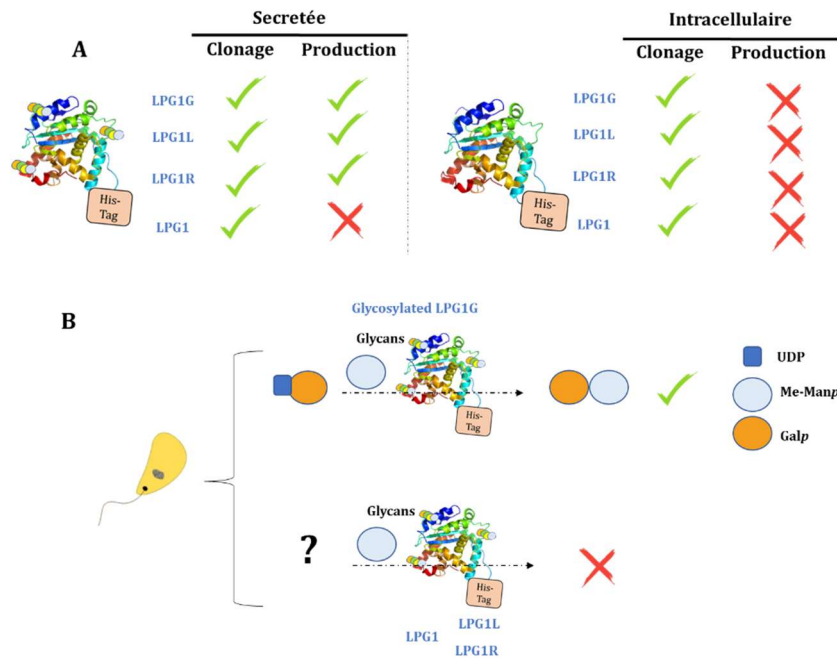 A
Secretée
Clonage Production
LPG1G
LPG1L
LPG1R
LPG1
His-
Tag
Intracellulaire
Clonage Production
LPG1G
LPG1L
LPG1R
LPG1
His-
Tag
B
Glycosylated LPG1G
Glycans
His-
Tag
UDP
Me-Manp
Galp
?
Glycans
His-
Tag
LPG1L
LPG1
LPG1R